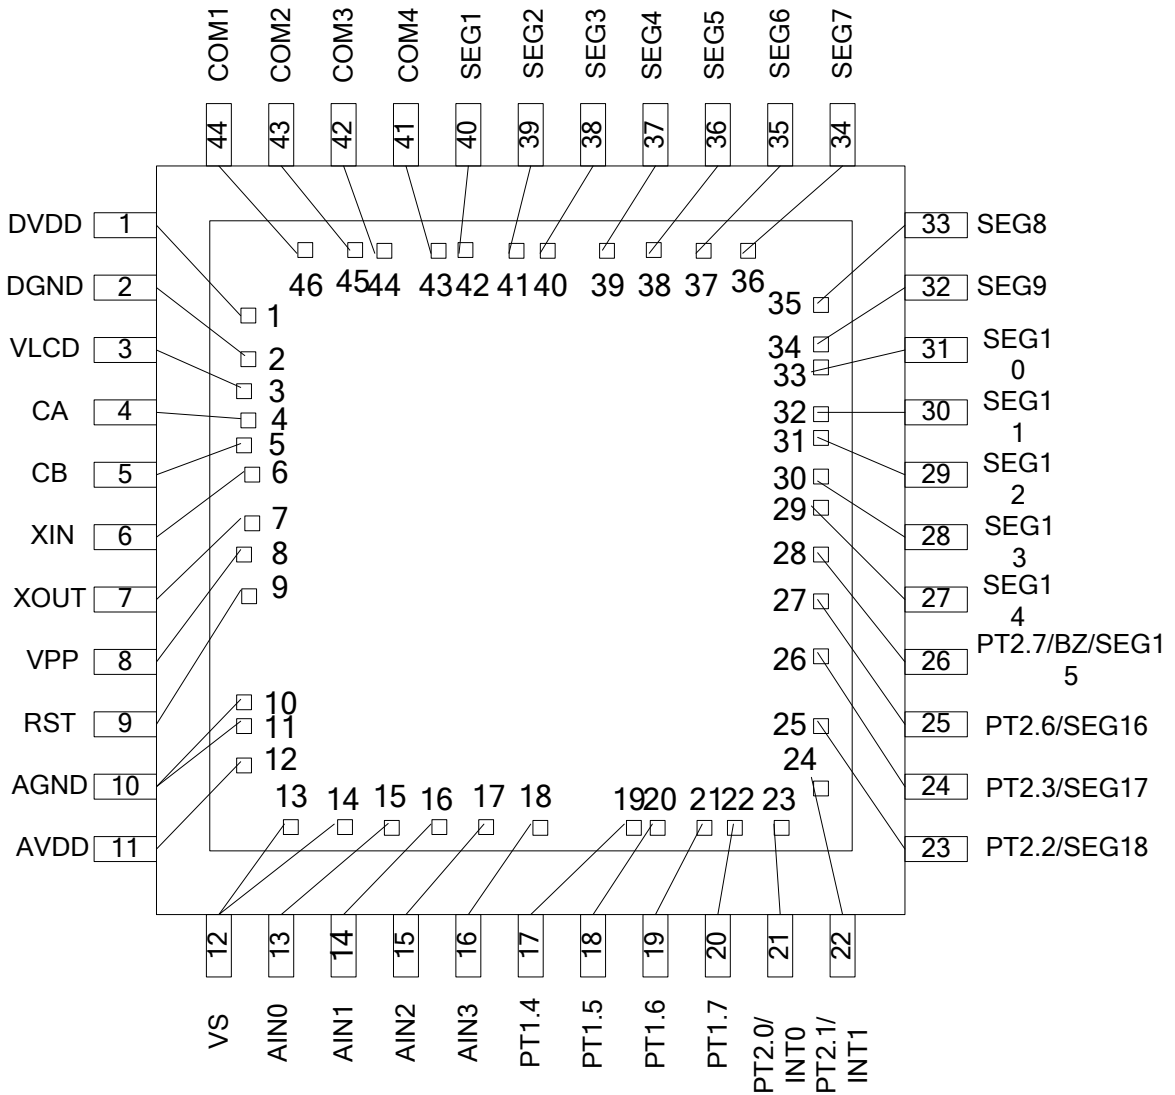 COM1
COM2
COM3
COM4
SEG1
SEG2
SEG3
SEG4
SEG5
SEG6
SEG7
44
43
42
41
40
39
38
37
36
35
34
DVDD 1
DGND 2
VLCD 3
CA 4
CB 5
XIN 6
XOUT 7
VPP 8
RST 9
AGND 10
AVDD 11
46 45 44 43 42 41 40 39 38 37 36
1
2
3
4
5
6
7
8
9
10
11
12
35
34
33
32
31
30
29
28
27
26
25
24
13 14 15 16 17 18 19 20 21 22 23
33 SEG8
32 SEG9
31 SEG1
0
30 SEG1
1
29 SEG1
2
28 SEG1
3
27 SEG1
4
26 PT2.7/BZ/SEG1
5
25 PT2.6/SEG16
24 PT2.3/SEG17
23 PT2.2/SEG18
12
13
14
15
16
17
18
19
20
21
22
VS
AIN0
AIN1
AIN2
AIN3
PT1.4
PT1.5
PT1.6
PT1.7
PT2.0/
INT0
PT2.1/
INT1